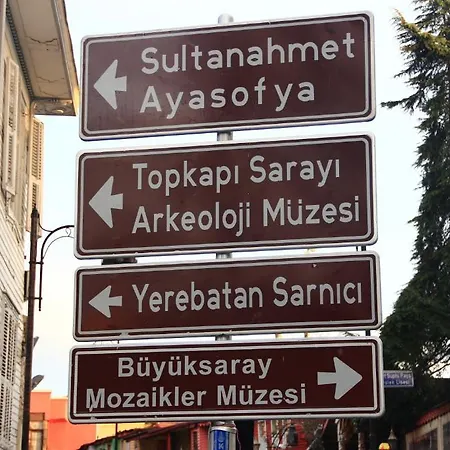 Sultanahmet
Ayasofya
Topkapı Sarayı
Arkeoloji Müzesi
Yerebatan Sarnıcı
Büyüksaray
Mozaikler Müzesi